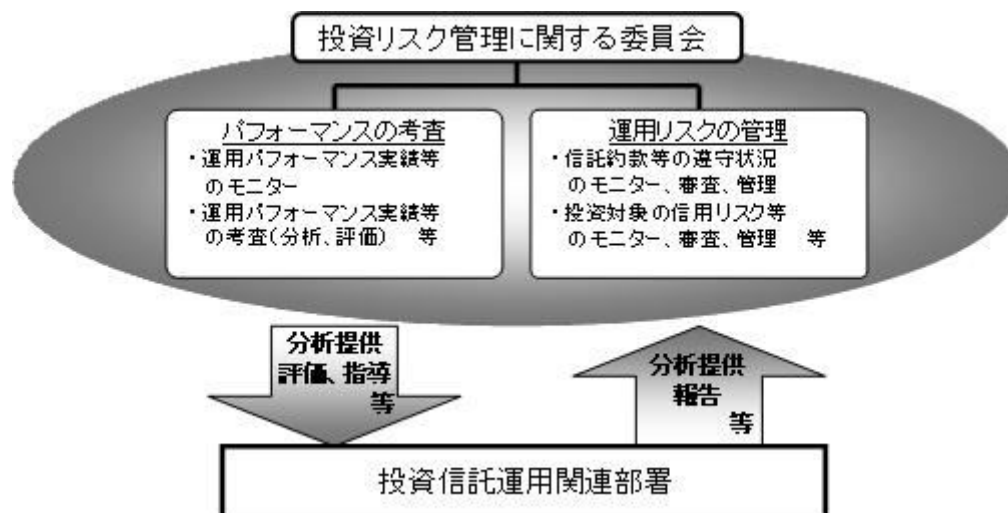 投資リスク管理に関する委員会
パフォーマンスの考査
・運用パフォーマンス実績等
のモニター
・運用パフォーマンス実績等
の考査(分析、評価) 等
運用リスクの管理
・信託約款等の遵守状況
のモニター、審査、管理
・投資対象の信用リスク等
のモニター、審査、管理 等
分析提供
評価、指導
等
分析提供
報告
等
投資信託運用関連部署